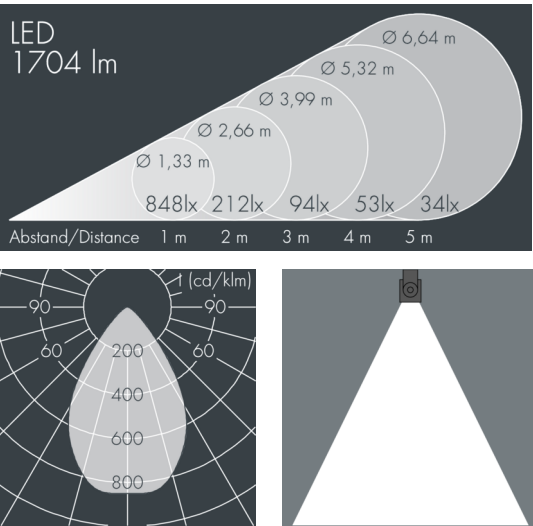 LED
1704 lm
Ø 6,64 m
Ø 5,32 m
Ø 3,99 m
Ø 2,66 m
Ø 1,33 m
848lx 212lx 94lx 53lx 34lx
Abstand/Distance 1 m 2 m 3 m 4 m 5 m
I (cd/klm)
90 90
60 200 60
400
600
800